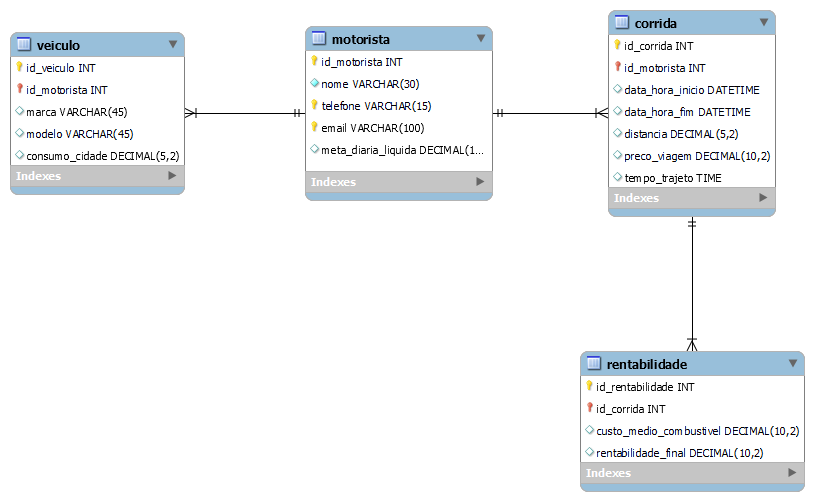 veiculo
id_veiculo INT
id_motorista INT
marca VARCHAR(45)
modelo VARCHAR(45)
consumo_cidade DECIMAL(5,2)
Indexes
motorista
id_motorista INT
nome VARCHAR(30)
telefone VARCHAR(15)
email VARCHAR(100)
meta_diaria_liquida DECIMAL(1...
Indexes
corrida
id_corrida INT
id_motorista INT
data_hora_inicio DATETIME
data_hora_fim DATETIME
distancia DECIMAL(5,2)
preco_viagem DECIMAL(10,2)
tempo_trajeto TIME
Indexes
rentabilidade
id_rentabilidade INT
id_corrida INT
custo_medio_combustivel DECIMAL(10,2)
rentabilidade_final DECIMAL(10,2)
Indexes